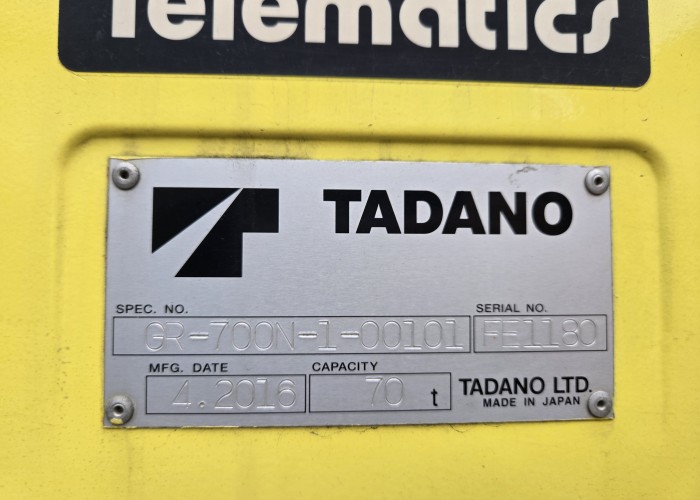 Telematics
TADANO
SPEC. NO.
SERIAL NO.
GR-700N-1-00101
FE1180
MFG. DATE
CAPACITY
4.2016
70 t
TADANO LTD.
MADE IN JAPAN